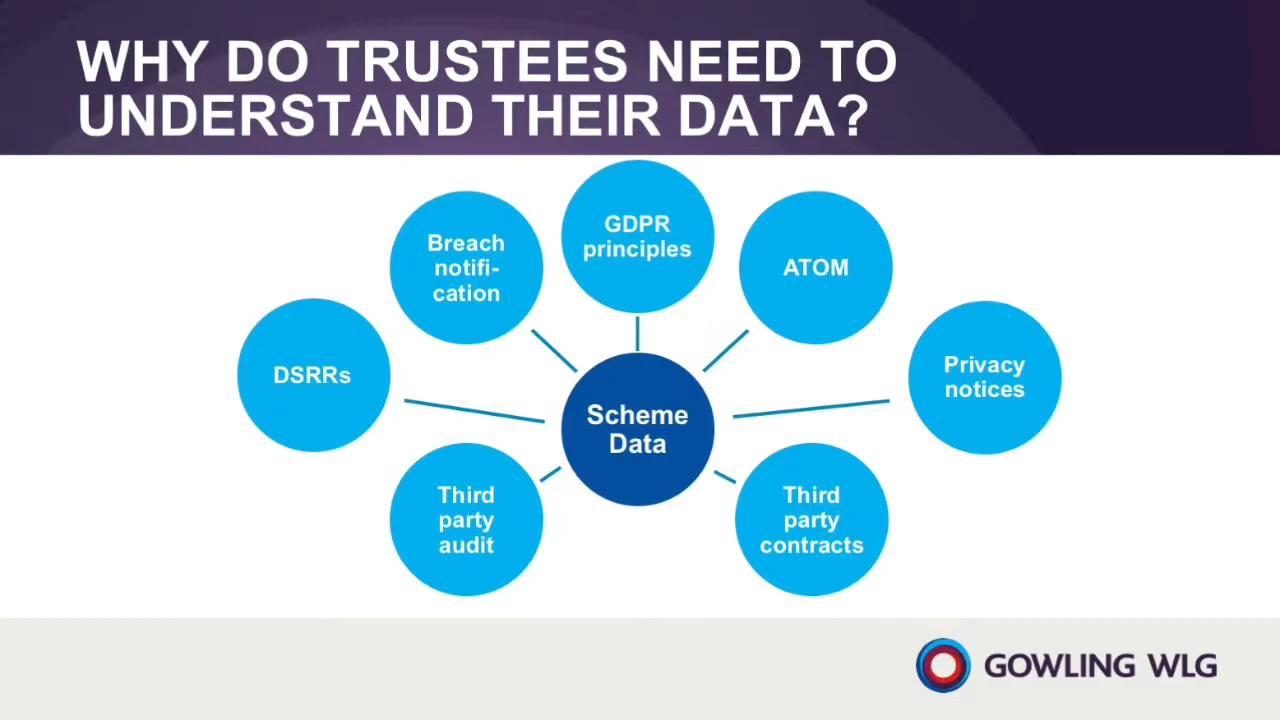 WHY DO TRUSTEES NEED TO
UNDERSTAND THEIR DATA?
GDPR
principles
Breach
notifi-
cation
ATOM
DSRRs
Privacy
notices
Scheme
Data
Third
party
audit
Third
party
contracts
GOWLING WLG